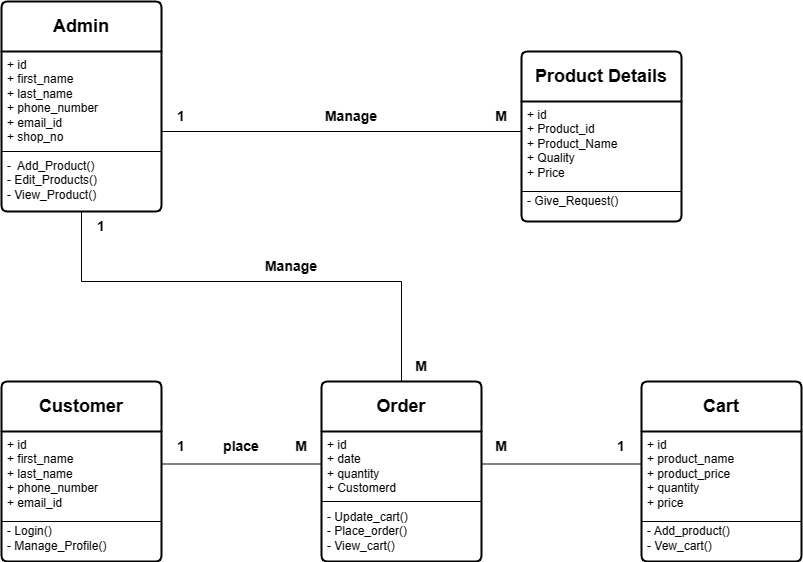 Admin
+ id
+ first_name
+ last_name
+ phone_number
+ email_id
+ shop_no
- Add_Product()
- Edit_Products()
- View_Product()
1
Manage
M
Product Details
+ id
+ Product_id
+ Product_Name
+ Quality
+ Price
- Give_Request()
1
Manage
M
Customer
+ id
+ first_name
+ last_name
+ phone_number
+ email_id
- Login()
- Manage_Profile()
1
place
M
Order
+ id
+ date
+ quantity
+ Customerd
- Update_cart()
- Place_order()
- View_cart()
M
1
Cart
+ id
+ product_name
+ product_price
+ quantity
+ price
- Add_product()
- Vew_cart()